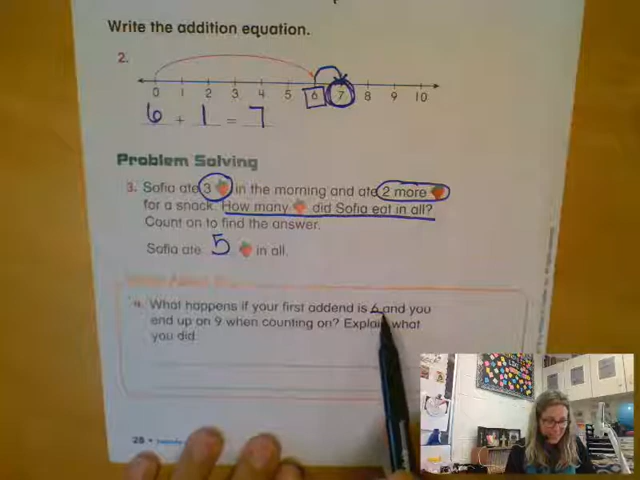 Write the addition equation.
2.
0 1 2 3 4 5 6 7 8 9 10
6 + 1 = 7
Problem Solving
3. Sofia ate 3 in the morning and ate 2 more
for a snack. How many did Sofia eat in all?
Count on to find the answer.
Sofia ate 5 in all.
What happens if your first addend is 6 and you
end up on 9 when counting on? Explain what
you did.
28